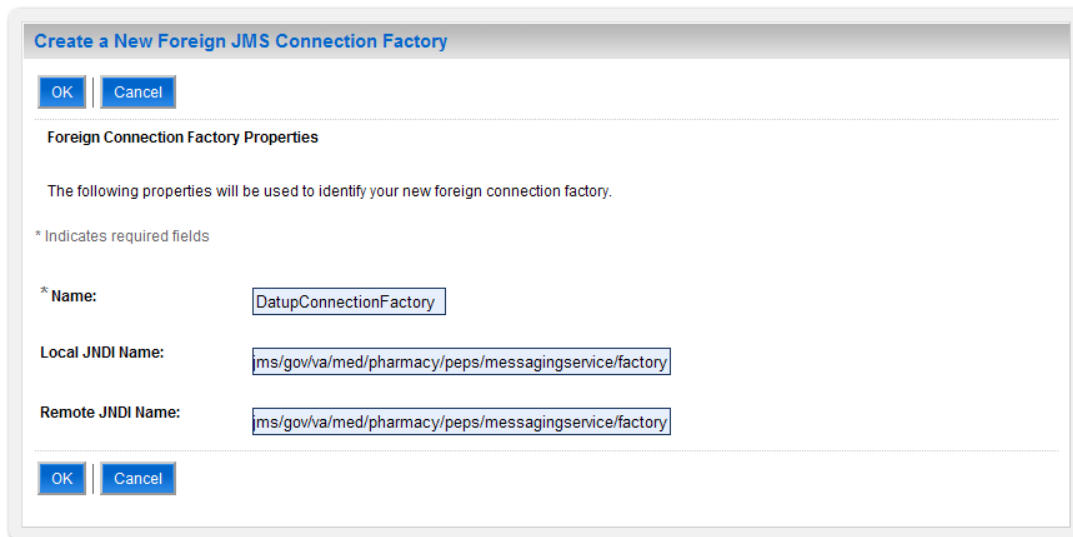 Create a New Foreign JMS Connection Factory
OK Cancel
Foreign Connection Factory Properties
The following properties will be used to identify your new foreign connection factory.
* Indicates required fields
* Name: DatupConnectionFactory
Local JNDI Name: jms/gov/va/med/pharmacy/peps/messagingservice/factory
Remote JNDI Name: jms/gov/va/med/pharmacy/peps/messagingservice/factory
OK Cancel